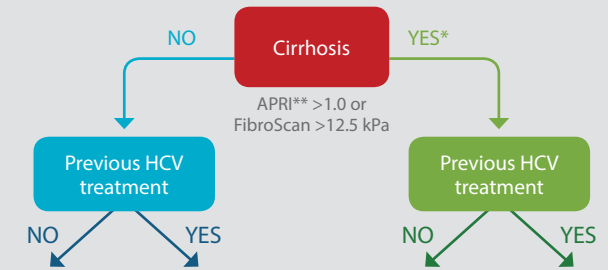 NO
Cirrhosis
YES*
APRI** >1.0 or
FibroScan >12.5 kPa
Previous HCV
treatment
Previous HCV
treatment
NO
YES
NO
YES